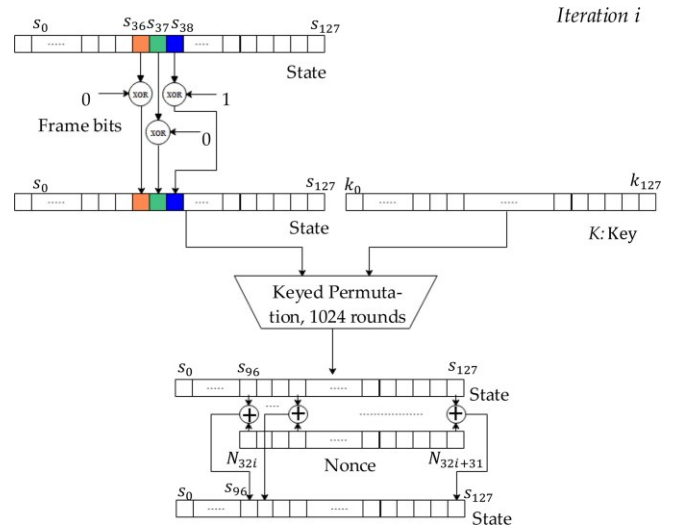 Iteration i
s₀ s₃₆ s₃₇ s₃₈ s₁₂₇
State
0 XOR XOR 1
Frame bits
XOR 0
s₀ s₁₂₇ k₀ k₁₂₇
State
K: Key
Keyed Permuta-
tion, 1024 rounds
s₀ s₉₆ s₁₂₇
State
N₃₂ᵢ Nonce N₃₂ᵢ₊₃₁
s₀ s₉₆ s₁₂₇
State